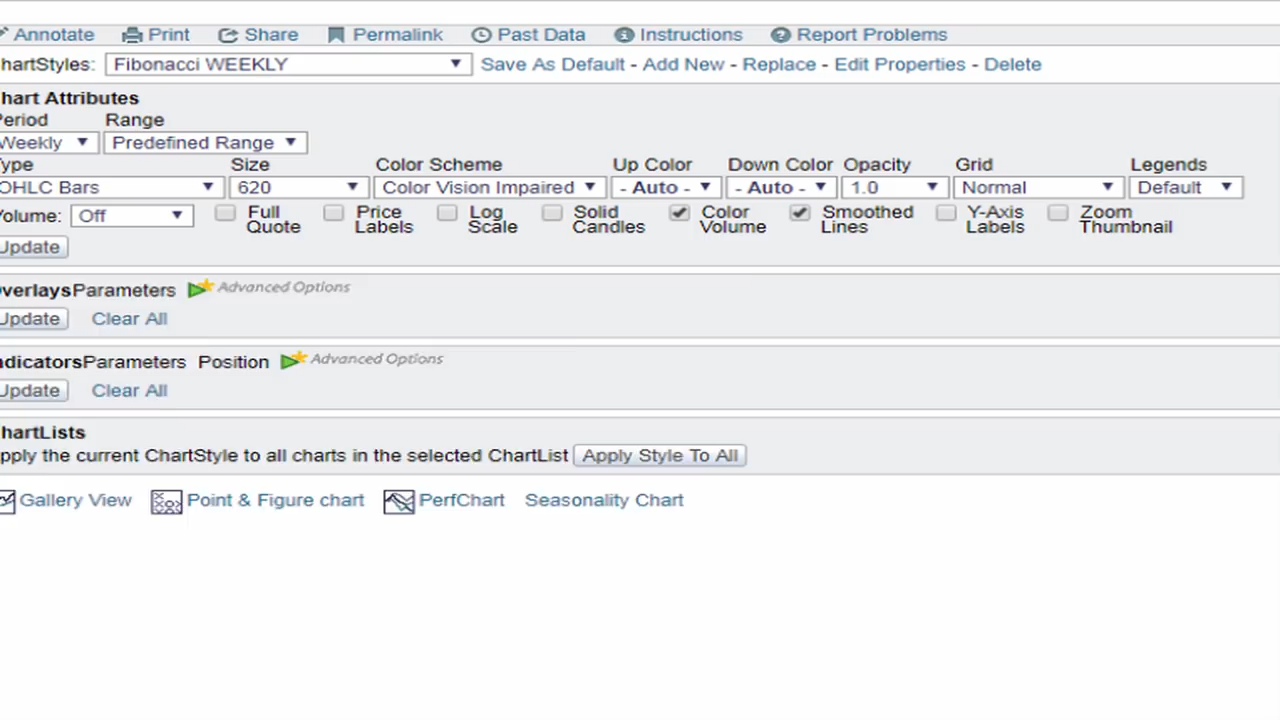 Annotate Print Share Permalink Past Data Instructions Report Problems
hartStyles: Fibonacci WEEKLY Save As Default - Add New - Replace - Edit Properties - Delete
hart Attributes
Period Range
Weekly Predefined Range
Type Size Color Scheme Up Color Down Color Opacity Grid Legends
OHLC Bars 620 Color Vision Impaired - Auto - - Auto - 1.0 Normal Default
Volume: Off Full Quote Price Labels Log Scale Solid Candles Color Volume Smoothed Lines Y-Axis Labels Zoom Thumbnail
Update
verlaysParameters Advanced Options
Update Clear All
ndicatorsParameters Position Advanced Options
Update Clear All
hartLists
pply the current ChartStyle to all charts in the selected ChartList Apply Style To All
Gallery View Point & Figure chart PerfChart Seasonality Chart